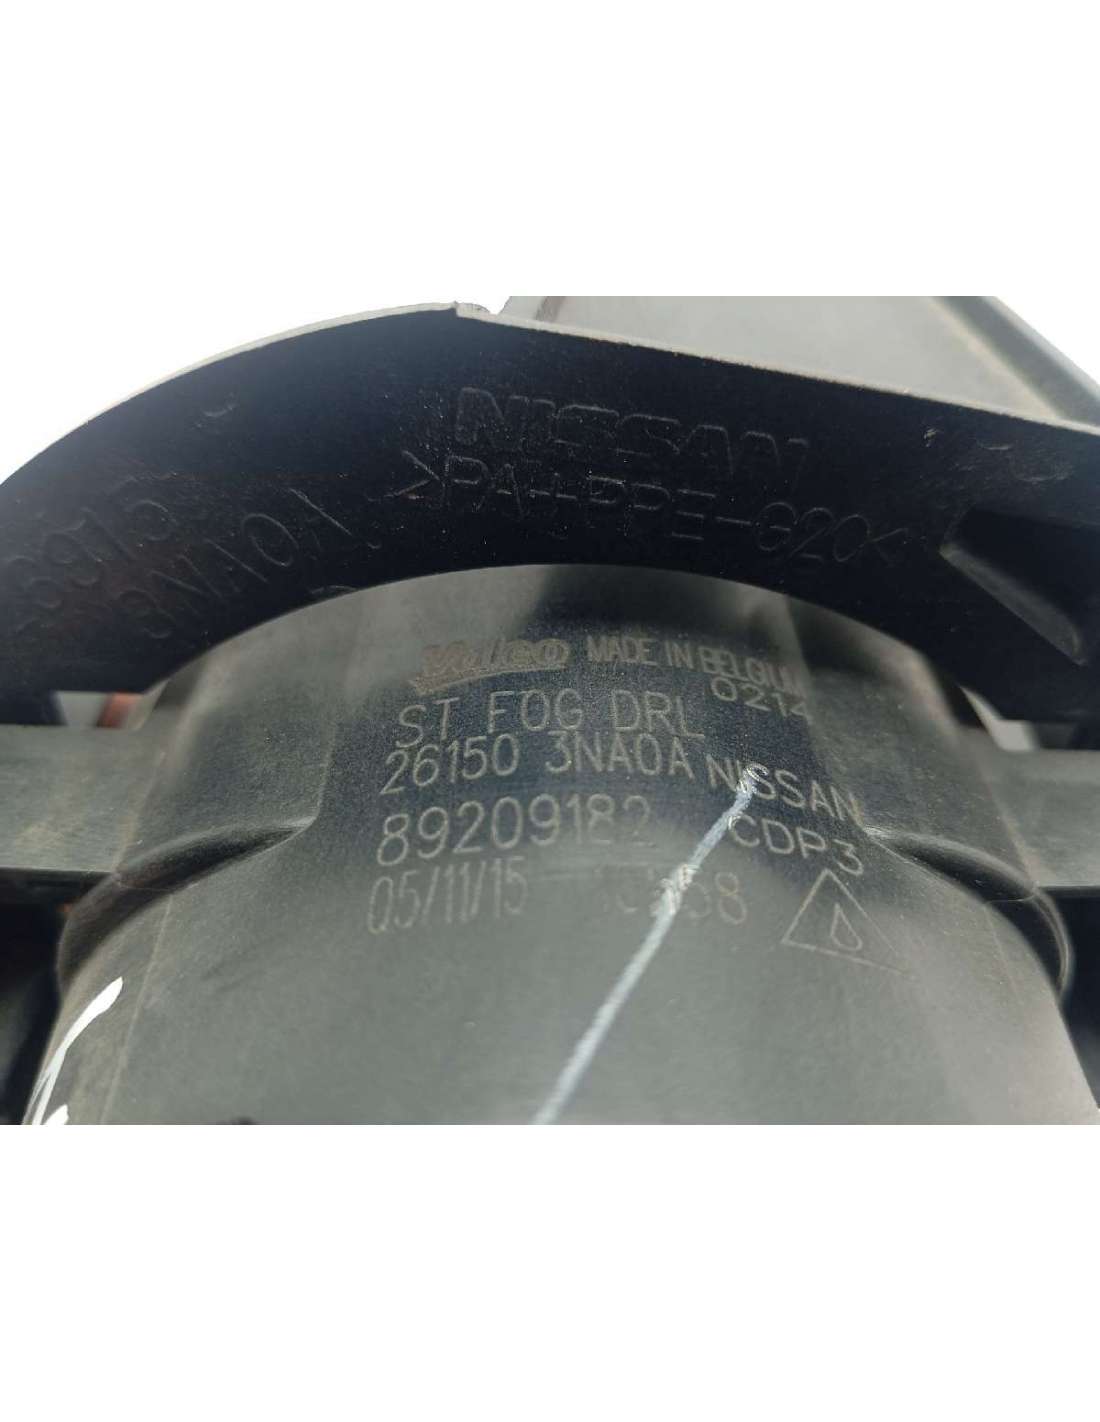 NISSAN
>PA+PPE-G20<
3NA0A
Valeo MADE IN BELGIUM
0214
ST FOG DRL
26150 3NA0A NISSAN
89209182 CDP3
05/11/15